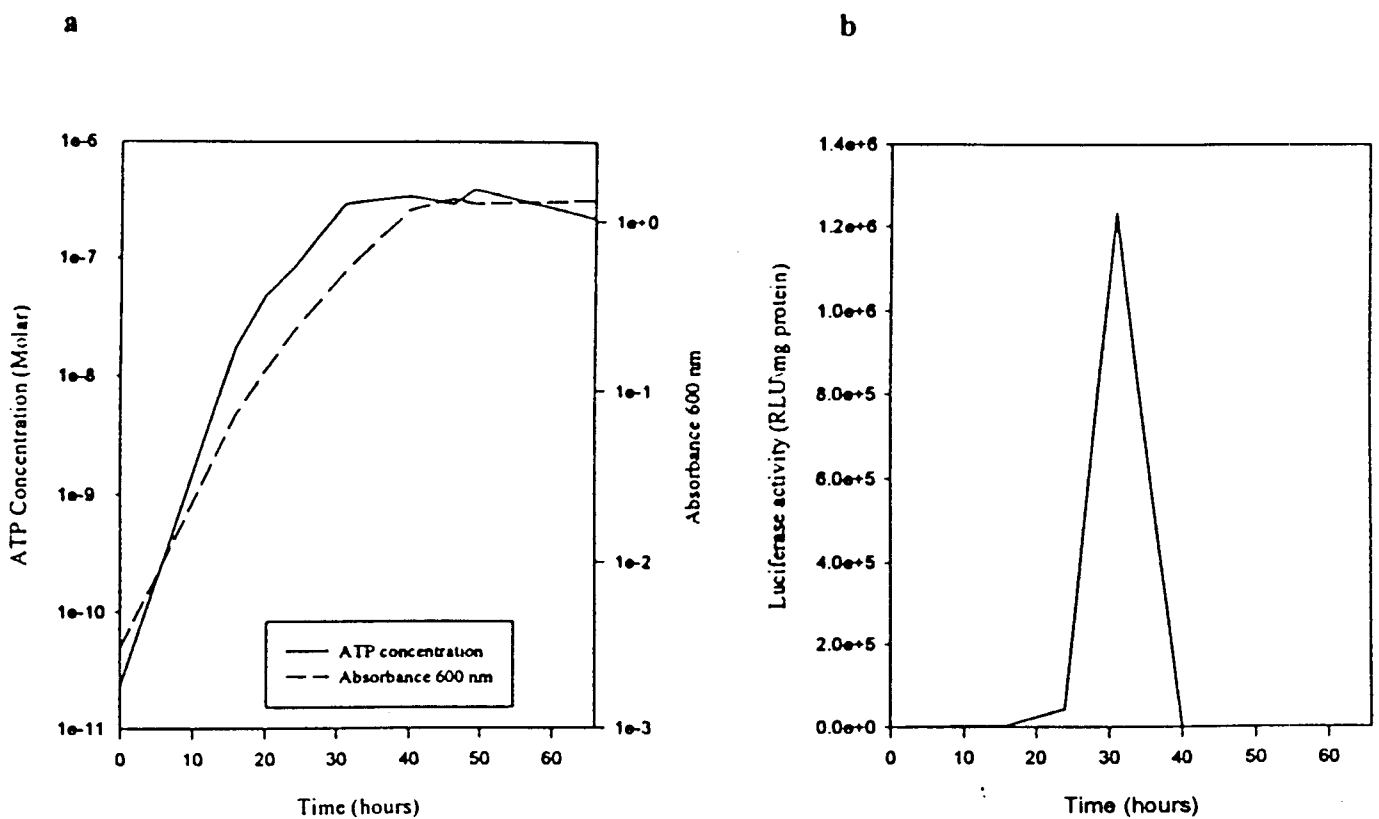 a
b
1e-6
1e-7
1e-8
1e-9
1e-10
1e-11
ATP Concentration (Molar)
1e+0
1e-1
1e-2
1e-3
Absorbance 600 nm
ATP concentration
Absorbance 600 nm
0 10 20 30 40 50 60
Time (hours)
1.4e+6
1.2e+6
1.0e+6
8.0e+5
6.0e+5
4.0e+5
2.0e+5
0.0e+0
Luciferase activity (RLU\mg protein)
0 10 20 30 40 50 60
Time (hours)